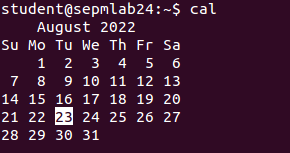 student@sepmlab24:~$ cal
    August 2022
Su Mo Tu We Th Fr Sa
    1  2  3  4  5  6
 7  8  9 10 11 12 13
14 15 16 17 18 19 20
21 22 23 24 25 26 27
28 29 30 31